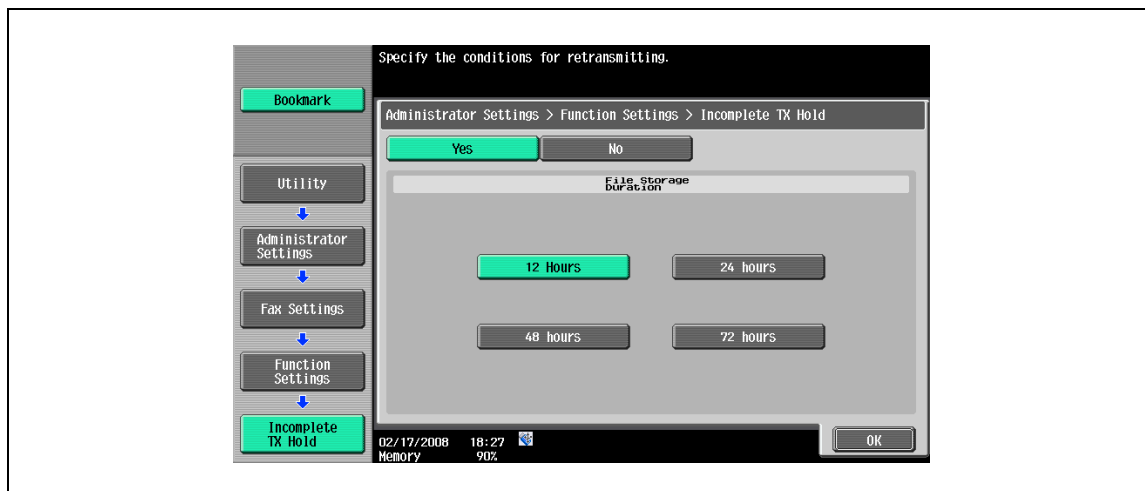 Specify the conditions for retransmitting.
Bookmark
Administrator Settings > Function Settings > Incomplete TX Hold
Yes
No
File Storage
Duration
Utility
Administrator
Settings
Fax Settings
Function
Settings
Incomplete
TX Hold
12 Hours
24 hours
48 hours
72 hours
02/17/2008 18:27
Memory 90%
OK